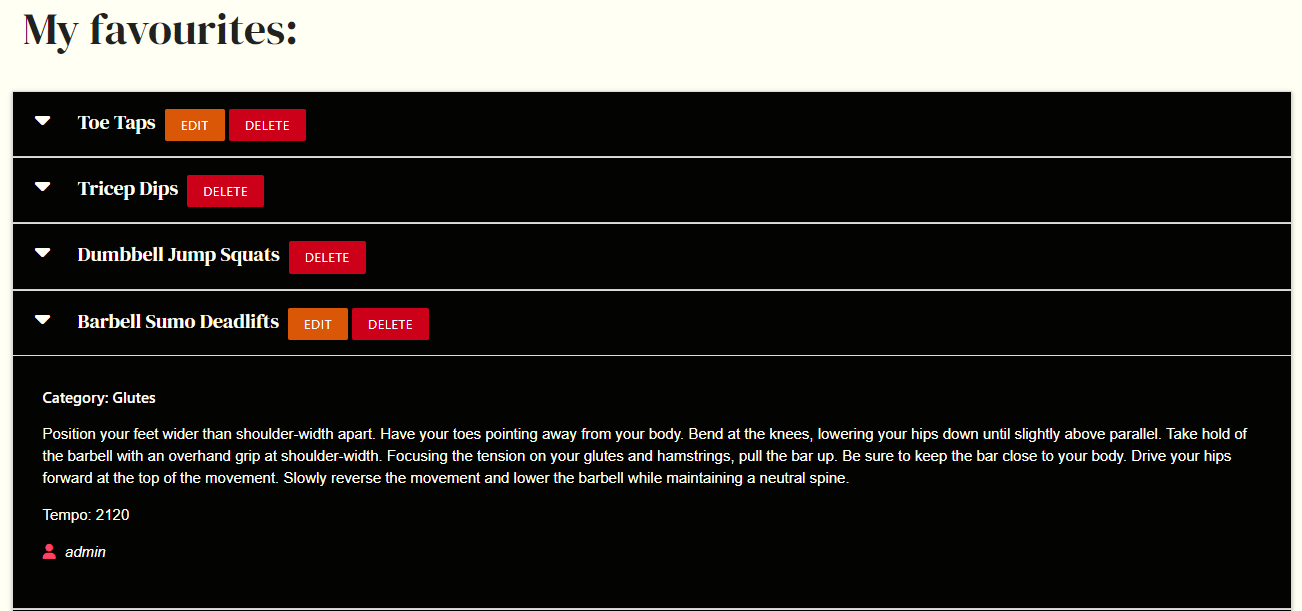 My favourites:
Toe Taps EDIT DELETE
Tricep Dips DELETE
Dumbbell Jump Squats DELETE
Barbell Sumo Deadlifts EDIT DELETE
Category: Glutes
Position your feet wider than shoulder-width apart. Have your toes pointing away from your body. Bend at the knees, lowering your hips down until slightly above parallel. Take hold of
the barbell with an overhand grip at shoulder-width. Focusing the tension on your glutes and hamstrings, pull the bar up. Be sure to keep the bar close to your body. Drive your hips
forward at the top of the movement. Slowly reverse the movement and lower the barbell while maintaining a neutral spine.
Tempo: 2120
admin